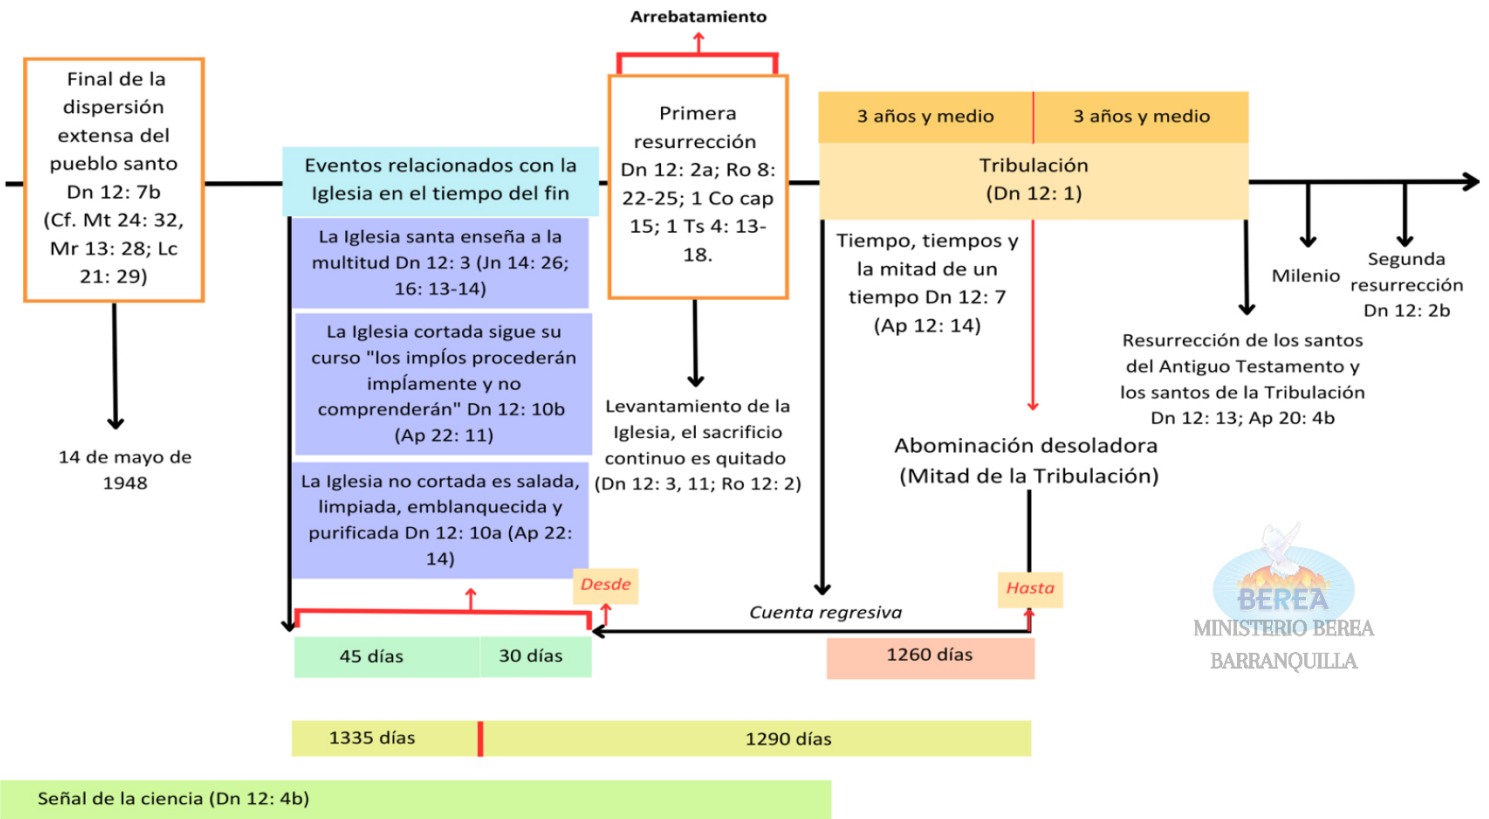 Arrebatamiento
Final de la
dispersión
extensa del
pueblo santo
Dn 12: 7b
(Cf. Mt 24: 32,
Mr 13: 28; Lc
21: 29)
14 de mayo de
1948
Eventos relacionados con la
Iglesia en el tiempo del fin
La Iglesia santa enseña a la
multitud Dn 12: 3 (Jn 14: 26;
16: 13-14)
La Iglesia cortada sigue su
curso "los impÍos procederán
impÍamente y no
comprenderán" Dn 12: 10b
(Ap 22: 11)
La Iglesia no cortada es salada,
limpiada, emblanquecida y
purificada Dn 12: 10a (Ap 22:
14)
Primera
resurrección
Dn 12: 2a; Ro 8:
22-25; 1 Co cap
15; 1 Ts 4: 13-
18.
Levantamiento de la
Iglesia, el sacrificio
continuo es quitado
(Dn 12: 3, 11; Ro 12: 2)
3 años y medio
3 años y medio
Tribulación
(Dn 12: 1)
Tiempo, tiempos y
la mitad de un
tiempo Dn 12: 7
(Ap 12: 14)
Abominación desoladora
(Mitad de la Tribulación)
Resurrección de los santos
del Antiguo Testamento y
los santos de la Tribulación
Dn 12: 13; Ap 20: 4b
Milenio
Segunda
resurrección
Dn 12: 2b
Desde
Cuenta regresiva
Hasta
45 días
30 días
1260 días
1335 días
1290 días
Señal de la ciencia (Dn 12: 4b)
BEREA
MINISTERIO BEREA
BARRANQUILLA